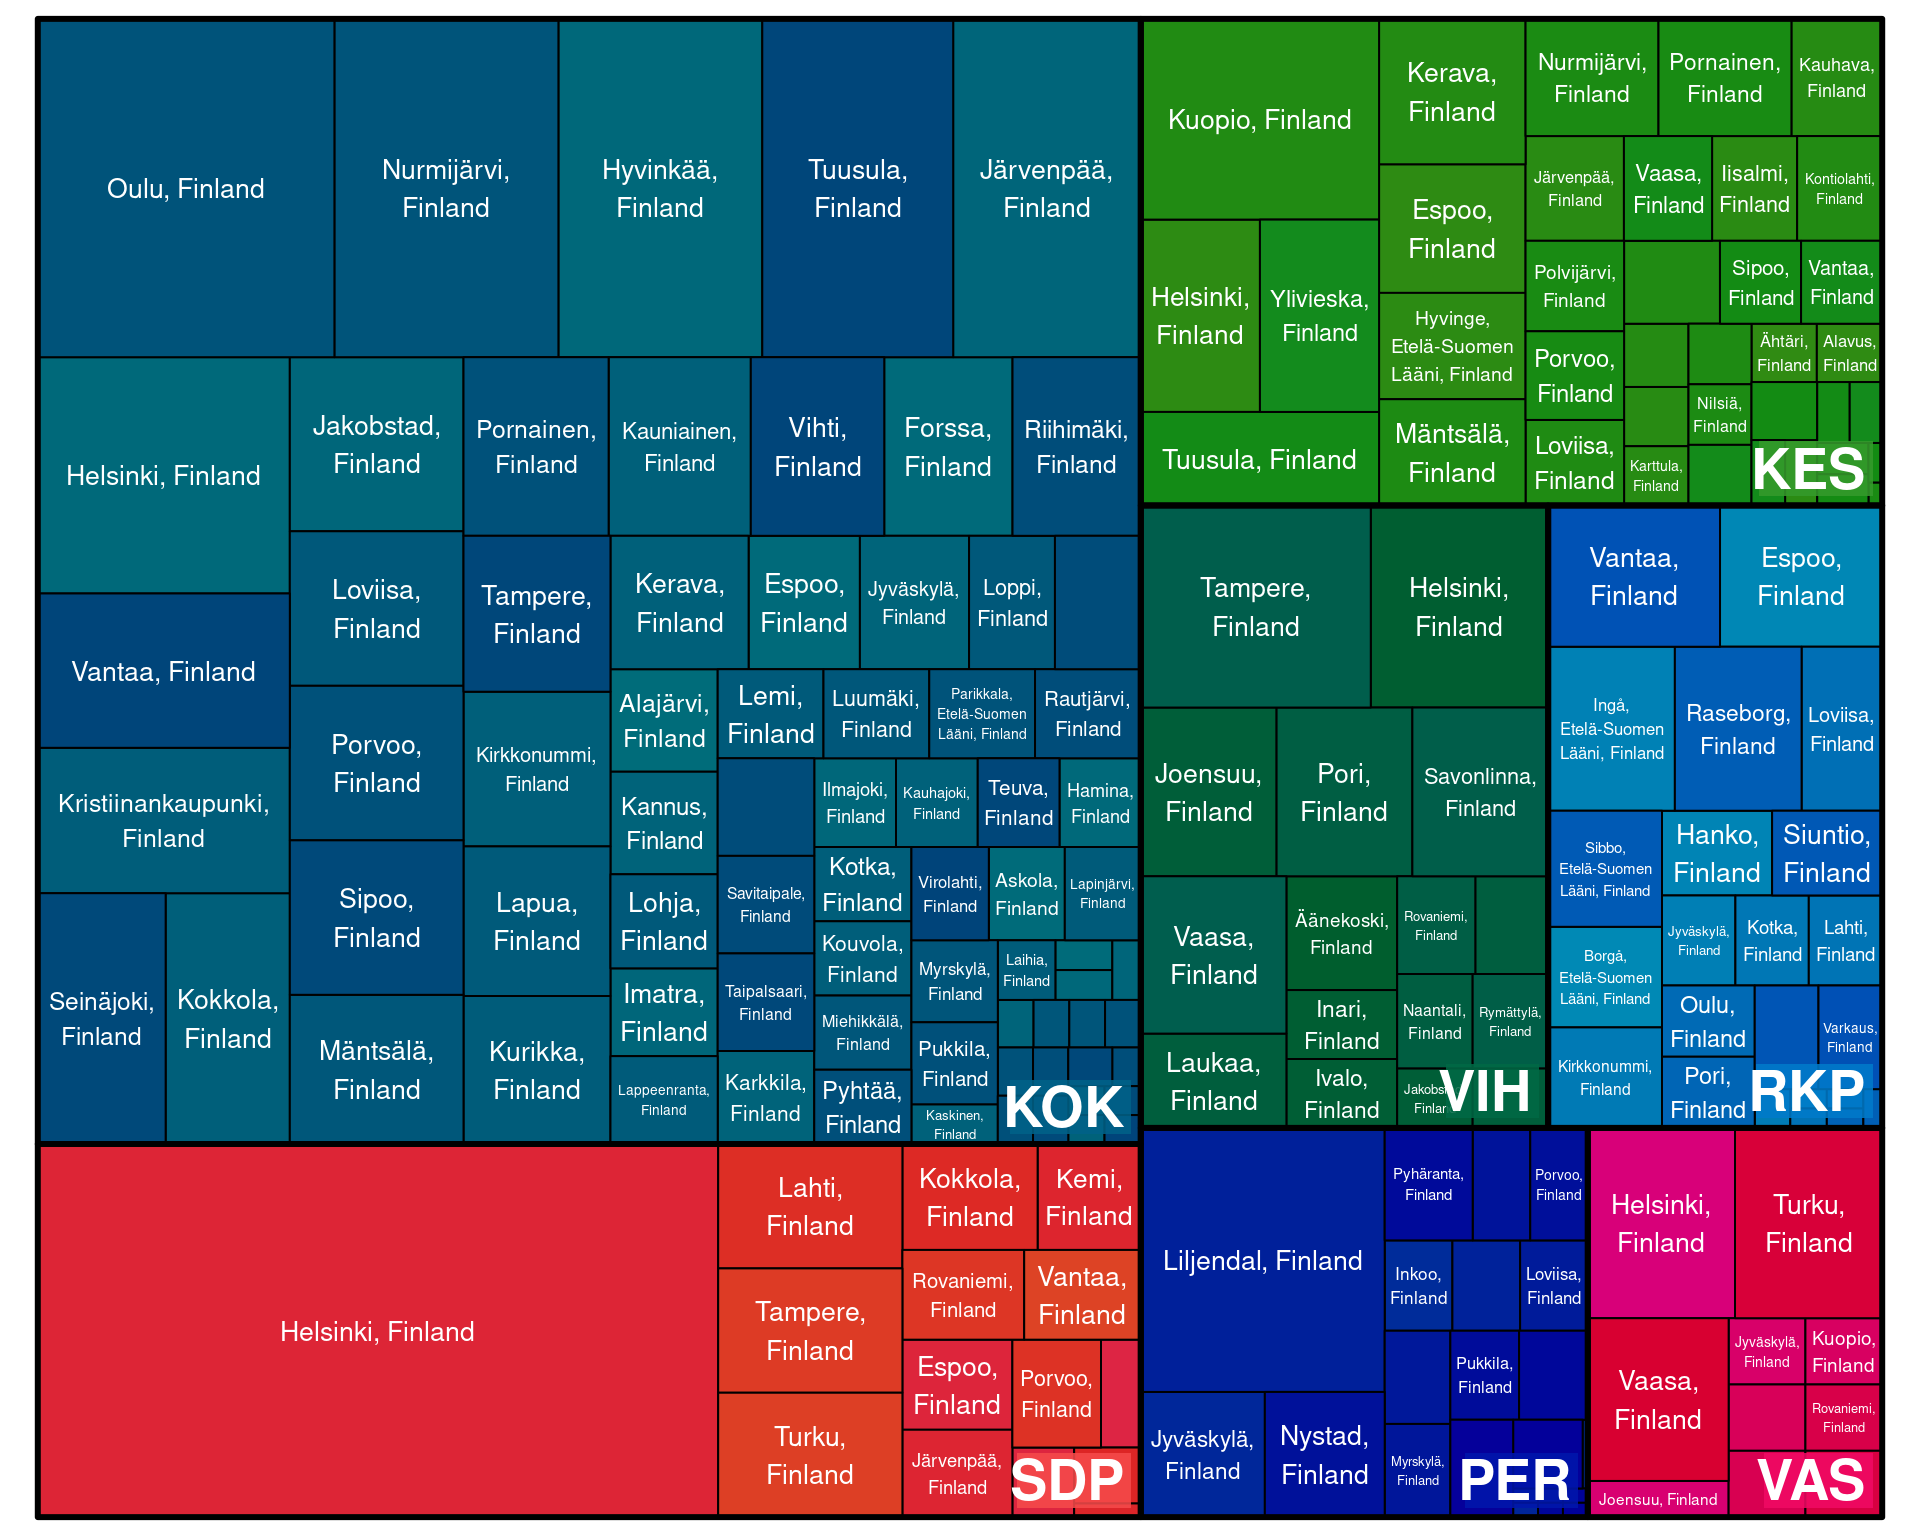 Oulu, Finland
Nurmijärvi,
Finland
Hyvinkää,
Finland
Tuusula,
Finland
Järvenpää,
Finland
Helsinki, Finland
Vantaa, Finland
Kristiinankaupunki,
Finland
Seinäjoki,
Finland
Kokkola,
Finland
Jakobstad,
Finland
Loviisa,
Finland
Porvoo,
Finland
Sipoo,
Finland
Mäntsälä,
Finland
Pornainen,
Finland
Kauniainen,
Finland
Vihti,
Finland
Forssa,
Finland
Riihimäki,
Finland
Tampere,
Finland
Kirkkonummi,
Finland
Lapua,
Finland
Kurikka,
Finland
Kerava,
Finland
Espoo,
Finland
Jyväskylä,
Finland
Loppi,
Finland
Alajärvi,
Finland
Kannus,
Finland
Lohja,
Finland
Imatra,
Finland
Lappeenranta,
Finland
Lemi,
Finland
Luumäki,
Finland
Parikkala,
Etelä-Suomen
Lääni, Finland
Rautjärvi,
Finland
Savitaipale,
Finland
Taipalsaari,
Finland
Karkkila,
Finland
Ilmajoki,
Finland
Kauhajoki,
Finland
Teuva,
Finland
Hamina,
Finland
Kotka,
Finland
Kouvola,
Finland
Miehikkälä,
Finland
Pyhtää,
Finland
Virolahti,
Finland
Askola,
Finland
Lapinjärvi,
Finland
Myrskylä,
Finland
Pukkila,
Finland
Kaskinen,
Finland
Laihia,
Finland
KOK
Helsinki, Finland
Lahti,
Finland
Tampere,
Finland
Turku,
Finland
Kokkola,
Finland
Kemi,
Finland
Rovaniemi,
Finland
Vantaa,
Finland
Espoo,
Finland
Järvenpää,
Finland
Porvoo,
Finland
SDP
Kuopio, Finland
Helsinki,
Finland
Ylivieska,
Finland
Tuusula, Finland
Kerava,
Finland
Espoo,
Finland
Hyvinge,
Etelä-Suomen
Lääni, Finland
Mäntsälä,
Finland
Nurmijärvi,
Finland
Pornainen,
Finland
Kauhava,
Finland
Järvenpää,
Finland
Vaasa,
Finland
Iisalmi,
Finland
Kontiolahti,
Finland
Polvijärvi,
Finland
Porvoo,
Finland
Loviisa,
Finland
Sipoo,
Finland
Vantaa,
Finland
Ähtäri,
Finland
Alavus,
Finland
Nilsiä,
Finland
Karttula,
Finland
KES
Tampere,
Finland
Helsinki,
Finland
Joensuu,
Finland
Pori,
Finland
Savonlinna,
Finland
Vaasa,
Finland
Laukaa,
Finland
Äänekoski,
Finland
Inari,
Finland
Ivalo,
Finland
Rovaniemi,
Finland
Naantali,
Finland
Rymättylä,
Finland
VIH
Vantaa,
Finland
Espoo,
Finland
Ingå,
Etelä-Suomen
Lääni, Finland
Raseborg,
Finland
Loviisa,
Finland
Sibbo,
Etelä-Suomen
Lääni, Finland
Borgå,
Etelä-Suomen
Lääni, Finland
Kirkkonummi,
Finland
Hanko,
Finland
Siuntio,
Finland
Jyväskylä,
Finland
Kotka,
Finland
Lahti,
Finland
Oulu,
Finland
Pori,
Finland
Varkaus,
Finland
RKP
Liljendal, Finland
Jyväskylä,
Finland
Nystad,
Finland
Pyhäranta,
Finland
Porvoo,
Finland
Inkoo,
Finland
Loviisa,
Finland
Pukkila,
Finland
Myrskylä,
Finland
PER
Helsinki,
Finland
Turku,
Finland
Vaasa,
Finland
Joensuu, Finland
Jyväskylä,
Finland
Kuopio,
Finland
Rovaniemi,
Finland
VAS